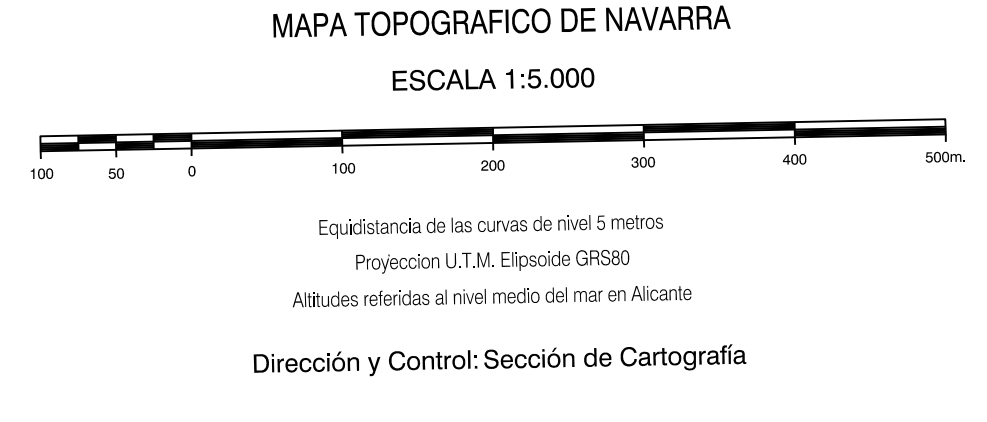 MAPA TOPOGRAFICO DE NAVARRA
ESCALA 1:5.000
100 50 0 100 200 300 400 500m.
Equidistancia de las curvas de nivel 5 metros
Proyeccion U.T.M. Elipsoide GRS80
Altitudes referidas al nivel medio del mar en Alicante
Dirección y Control: Sección de Cartografía